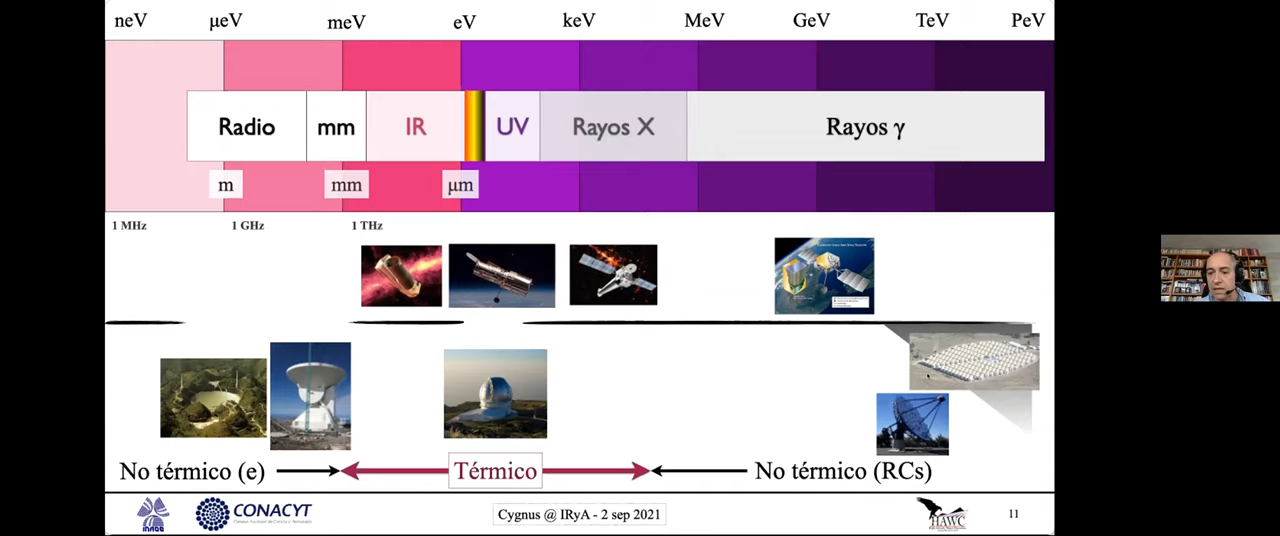 neV μeV meV eV keV MeV GeV TeV PeV
Radio mm IR UV Rayos X Rayos γ
m mm μm
1 MHz 1 GHz 1 THz
No térmico (e) Térmico No térmico (RCs)
INAOE CONACYT Cygnus @ IRyA - 2 sep 2021 HAWC 11